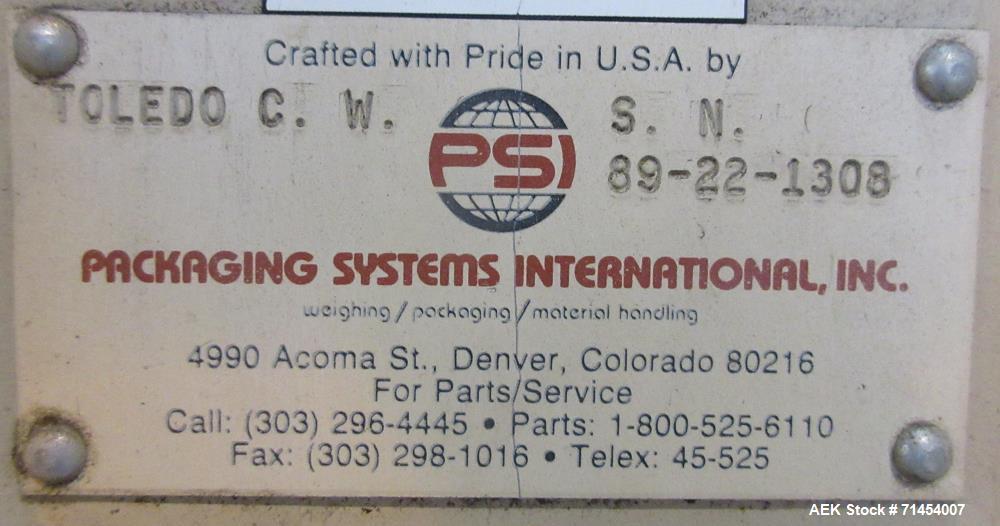 Crafted with Pride in U.S.A. by
TOLEDO C. W.
PSI
S. N.
89-22-1308
PACKAGING SYSTEMS INTERNATIONAL, INC.
weighing / packaging / material handling
4990 Acoma St., Denver, Colorado 80216
For Parts/Service
Call: (303) 296-4445 • Parts: 1-800-525-6110
Fax: (303) 298-1016 • Telex: 45-525
AEK Stock # 71454007